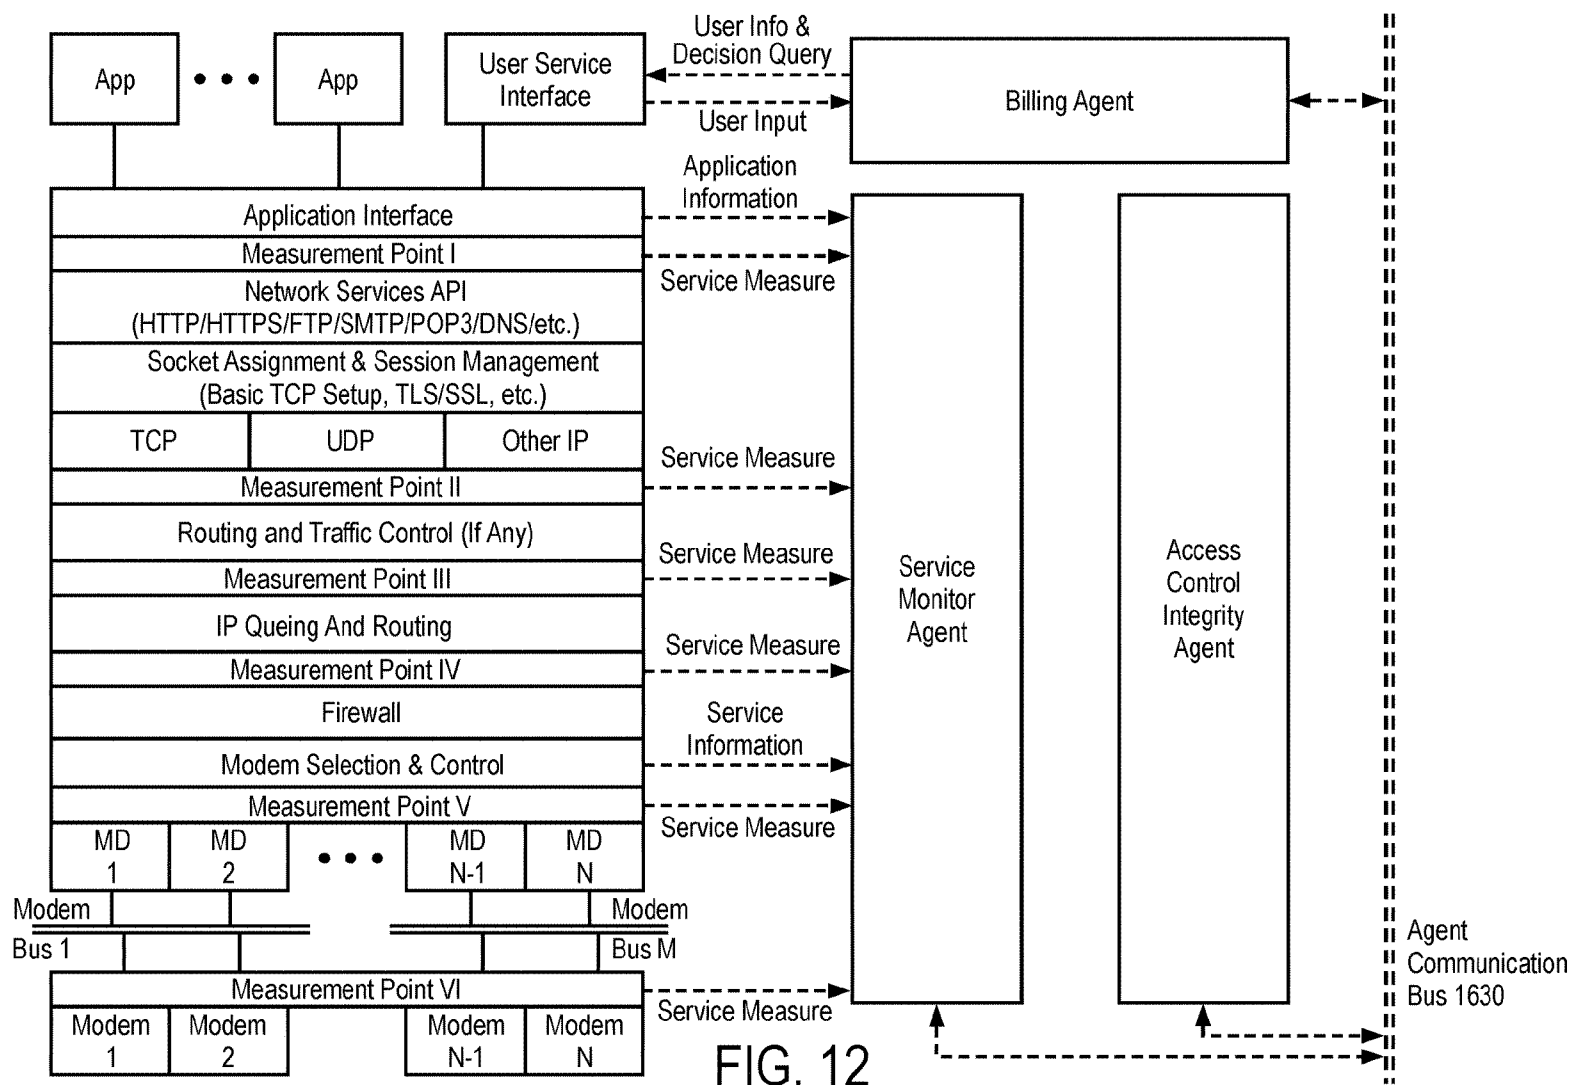 App
App
User Service
Interface
User Info &
Decision Query
User Input
Billing Agent
Application
Information
Application Interface
Measurement Point I
Service Measure
Network Services API
(HTTP/HTTPS/FTP/SMTP/POP3/DNS/etc.)
Socket Assignment & Session Management
(Basic TCP Setup, TLS/SSL, etc.)
TCP
UDP
Other IP
Service Measure
Measurement Point II
Routing and Traffic Control (If Any)
Service Measure
Measurement Point III
IP Queing And Routing
Service Measure
Measurement Point IV
Firewall
Service
Information
Modem Selection & Control
Measurement Point V
Service Measure
MD
1
MD
2
MD
N-1
MD
N
Modem
Bus 1
Modem
Bus M
Measurement Point VI
Service Measure
Modem
1
Modem
2
Modem
N-1
Modem
N
Service
Monitor
Agent
Access
Control
Integrity
Agent
Agent
Communication
Bus 1630
FIG. 12